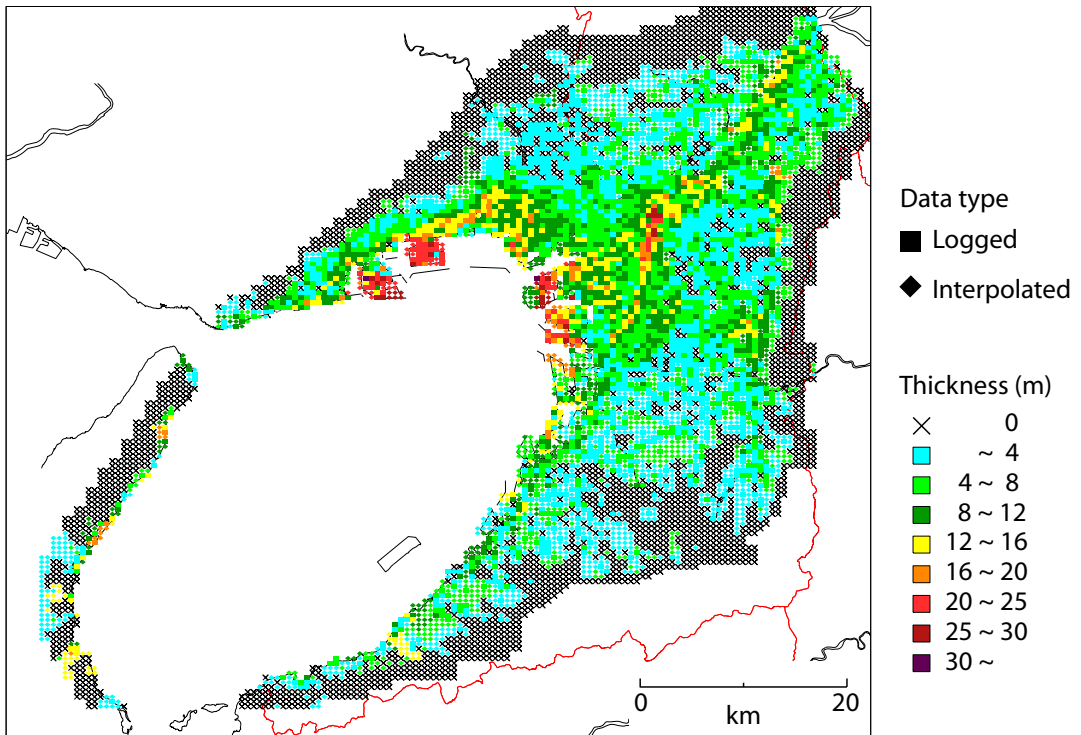 Data type
Logged
Interpolated
Thickness (m)
0
~ 4
4 ~ 8
8 ~ 12
12 ~ 16
16 ~ 20
20 ~ 25
25 ~ 30
30 ~
0 20
km